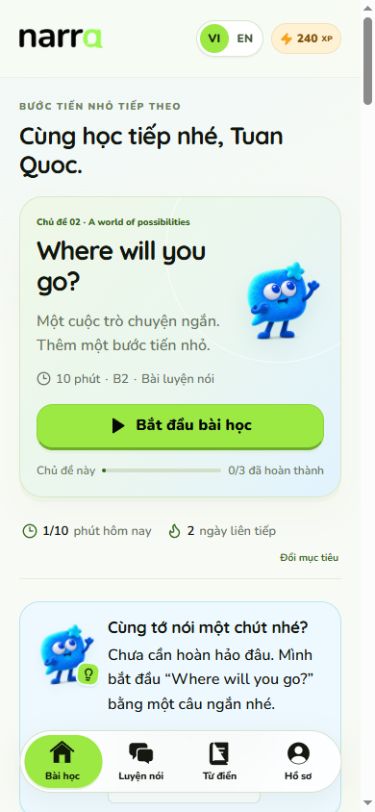 narra
VI EN
240 XP
BƯỚC TIẾN NHỎ TIẾP THEO
Cùng học tiếp nhé, Tuan
Quoc.
Chủ đề 02 · A world of possibilities
Where will you
go?
Một cuộc trò chuyện ngắn.
Thêm một bước tiến nhỏ.
10 phút · B2 · Bài luyện nói
Bắt đầu bài học
Chủ đề này 0/3 đã hoàn thành
1/10 phút hôm nay 2 ngày liên tiếp
Đổi mục tiêu
Cùng tớ nói một chút nhé?
Chưa cần hoàn hảo đâu. Mình
bắt đầu “Where will you go?”
bằng một câu ngắn nhé.
Bài học Luyện nói Từ điển Hồ sơ